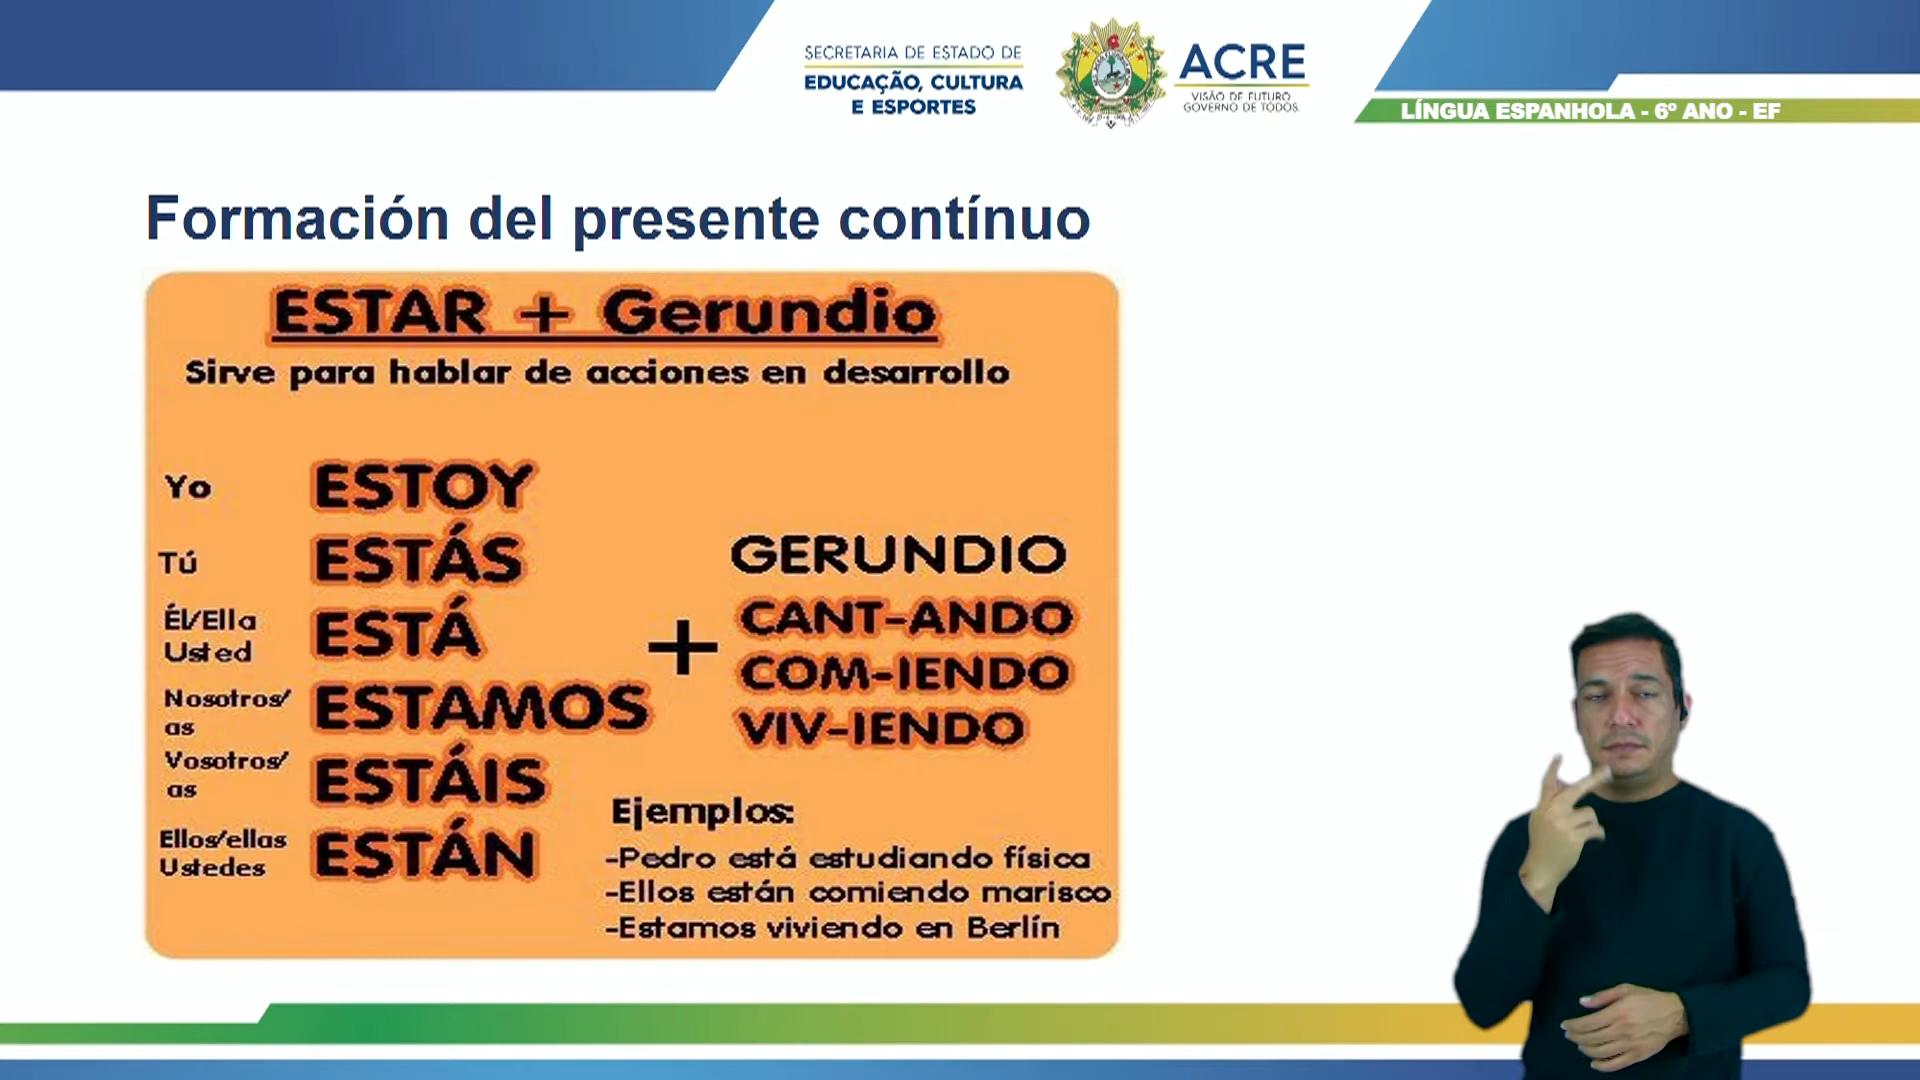 SECRETARIA DE ESTADO DE
EDUCAÇÃO, CULTURA
E ESPORTES
ACRE
VISÃO DE FUTURO
GOVERNO DE TODOS.
LÍNGUA ESPANHOLA - 6º ANO - EF
Formación del presente contínuo
ESTAR + Gerundio
Sirve para hablar de acciones en desarrollo
Yo ESTOY
Tú ESTÁS
Él/Ella
Usted
ESTÁ
Nosotros/
as
ESTAMOS
Vosotros/
as
ESTÁIS
Ellos/ellas
Ustedes
ESTÁN
+
GERUNDIO
CANT-ANDO
COM-IENDO
VIV-IENDO
Ejemplos:
-Pedro está estudiando física
-Ellos están comiendo marisco
-Estamos viviendo en Berlín